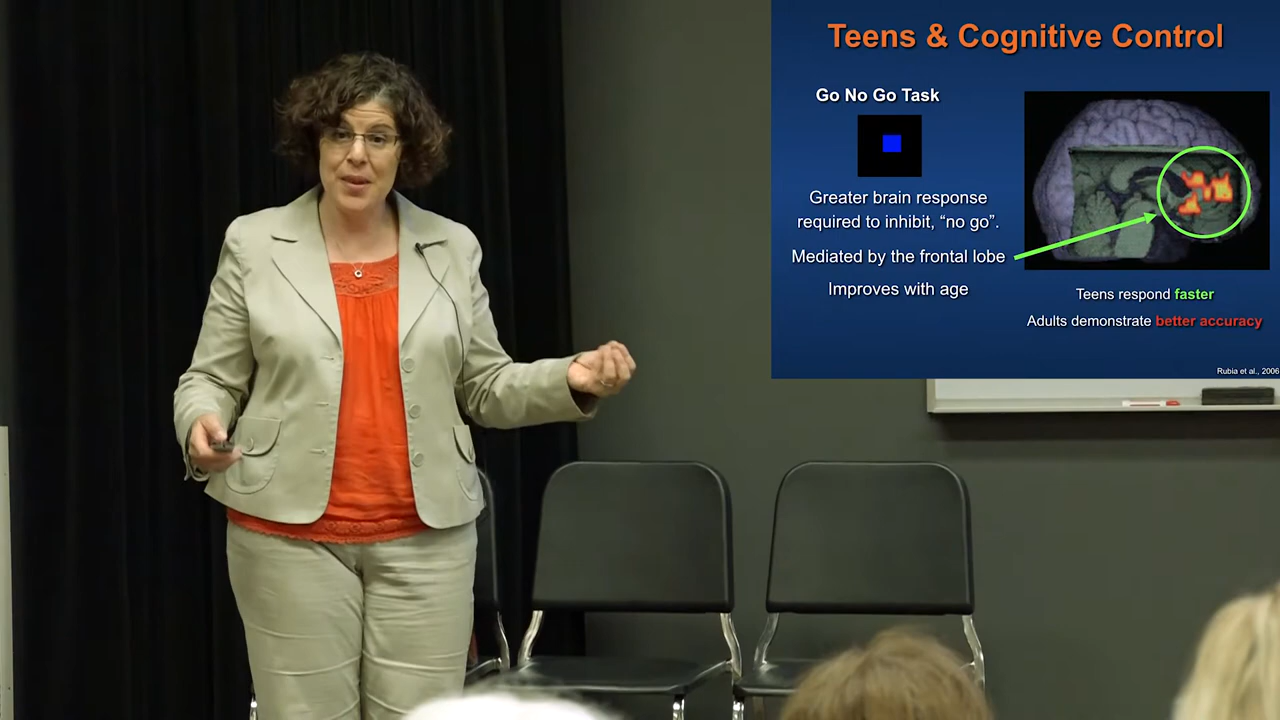 Teens & Cognitive Control
Go No Go Task
Greater brain response
required to inhibit, “no go”.
Mediated by the frontal lobe
Improves with age
Teens respond faster
Adults demonstrate better accuracy
Rubia et al., 2006